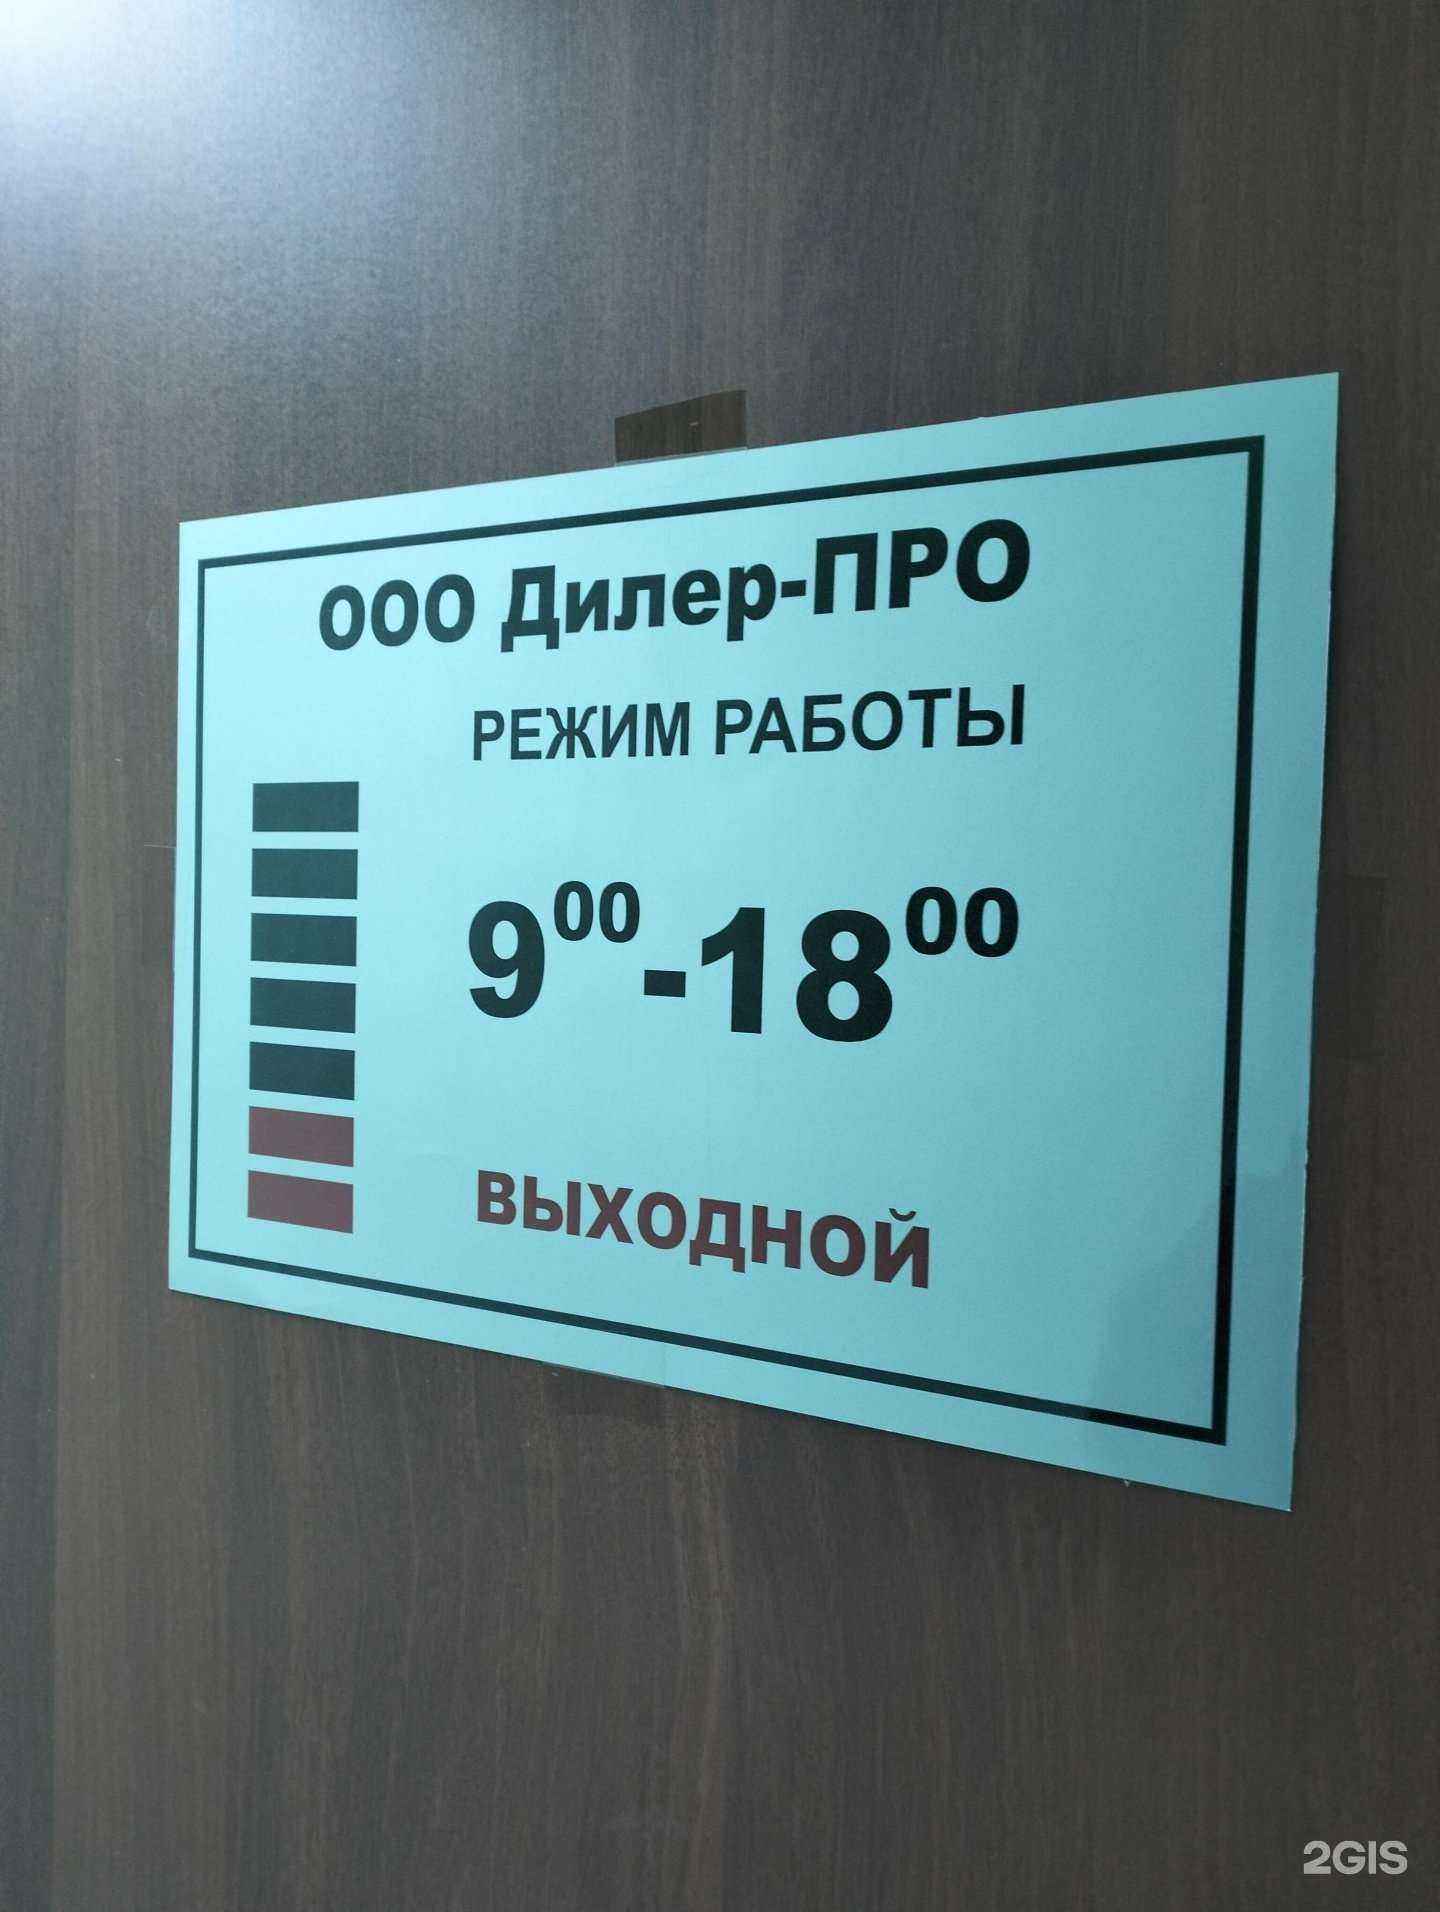 ООО Дилер-ПРО
РЕЖИМ РАБОТЫ
9⁰⁰-18⁰⁰
ВЫХОДНОЙ
2GIS